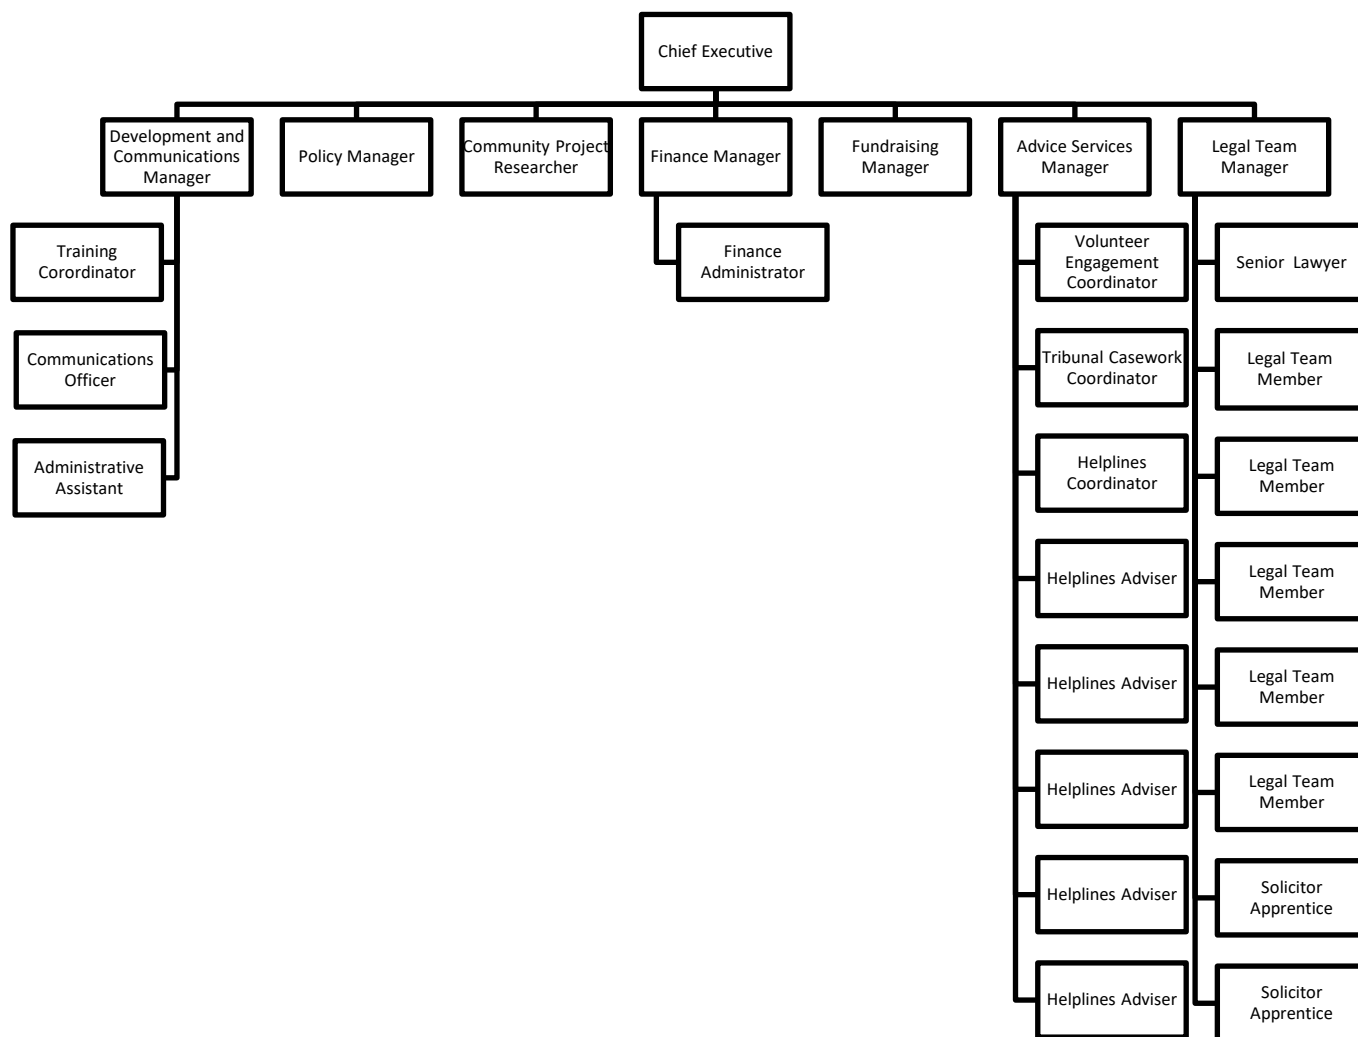 Chief Executive
Development and
Communications
Manager
Policy Manager
Community Project
Researcher
Finance Manager
Fundraising
Manager
Advice Services
Manager
Legal Team
Manager
Training
Corordinator
Communications
Officer
Administrative
Assistant
Finance
Administrator
Volunteer
Engagement
Coordinator
Tribunal Casework
Coordinator
Helplines
Coordinator
Helplines Adviser
Helplines Adviser
Helplines Adviser
Helplines Adviser
Helplines Adviser
Senior Lawyer
Legal Team
Member
Legal Team
Member
Legal Team
Member
Legal Team
Member
Legal Team
Member
Solicitor
Apprentice
Solicitor
Apprentice